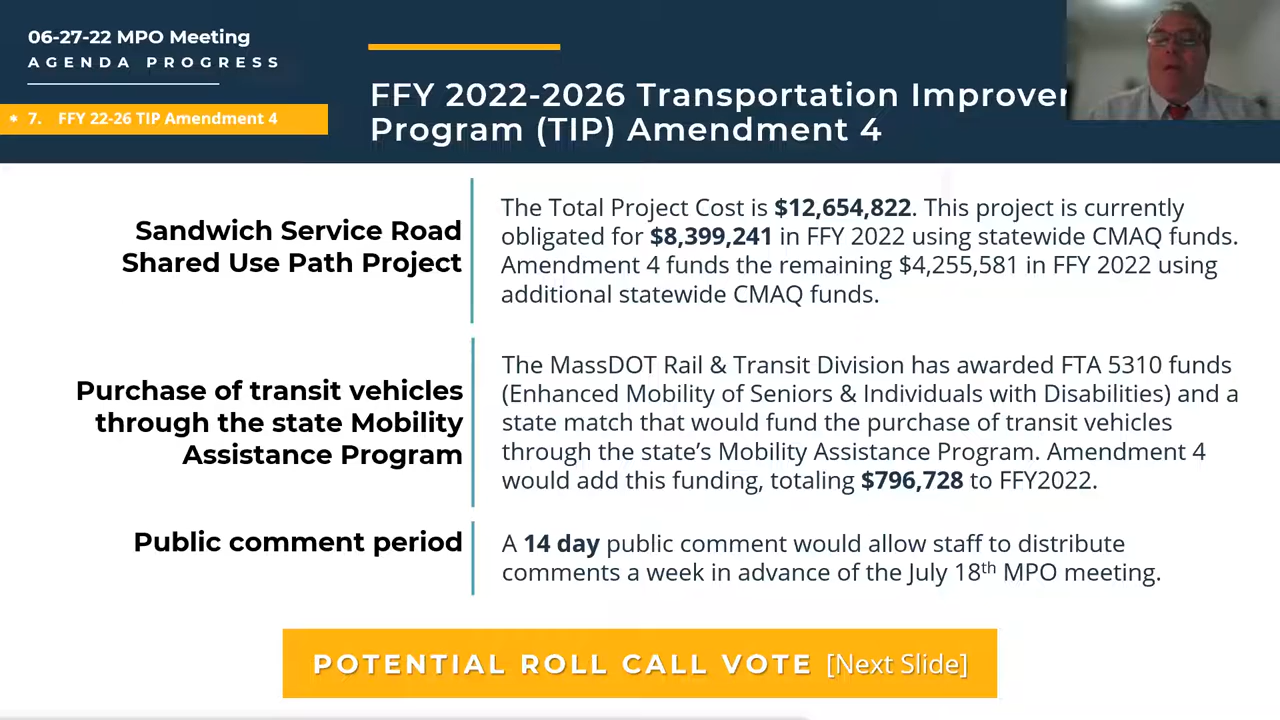 06-27-22 MPO Meeting
AGENDA PROGRESS
* 7. FFY 22-26 TIP Amendment 4
FFY 2022-2026 Transportation
Program (TIP) Amendment 4
Sandwich Service Road
Shared Use Path Project
The Total Project Cost is $12,654,822. This project is currently
obligated for $8,399,241 in FFY 2022 using statewide CMAQ funds.
Amendment 4 funds the remaining $4,255,581 in FFY 2022 using
additional statewide CMAQ funds.
Purchase of transit vehicles
through the state Mobility
Assistance Program
The MassDOT Rail & Transit Division has awarded FTA 5310 funds
(Enhanced Mobility of Seniors & Individuals with Disabilities) and a
state match that would fund the purchase of transit vehicles
through the state’s Mobility Assistance Program. Amendment 4
would add this funding, totaling $796,728 to FFY2022.
Public comment period
A 14 day public comment would allow staff to distribute
comments a week in advance of the July 18th MPO meeting.
POTENTIAL ROLL CALL VOTE [Next Slide]